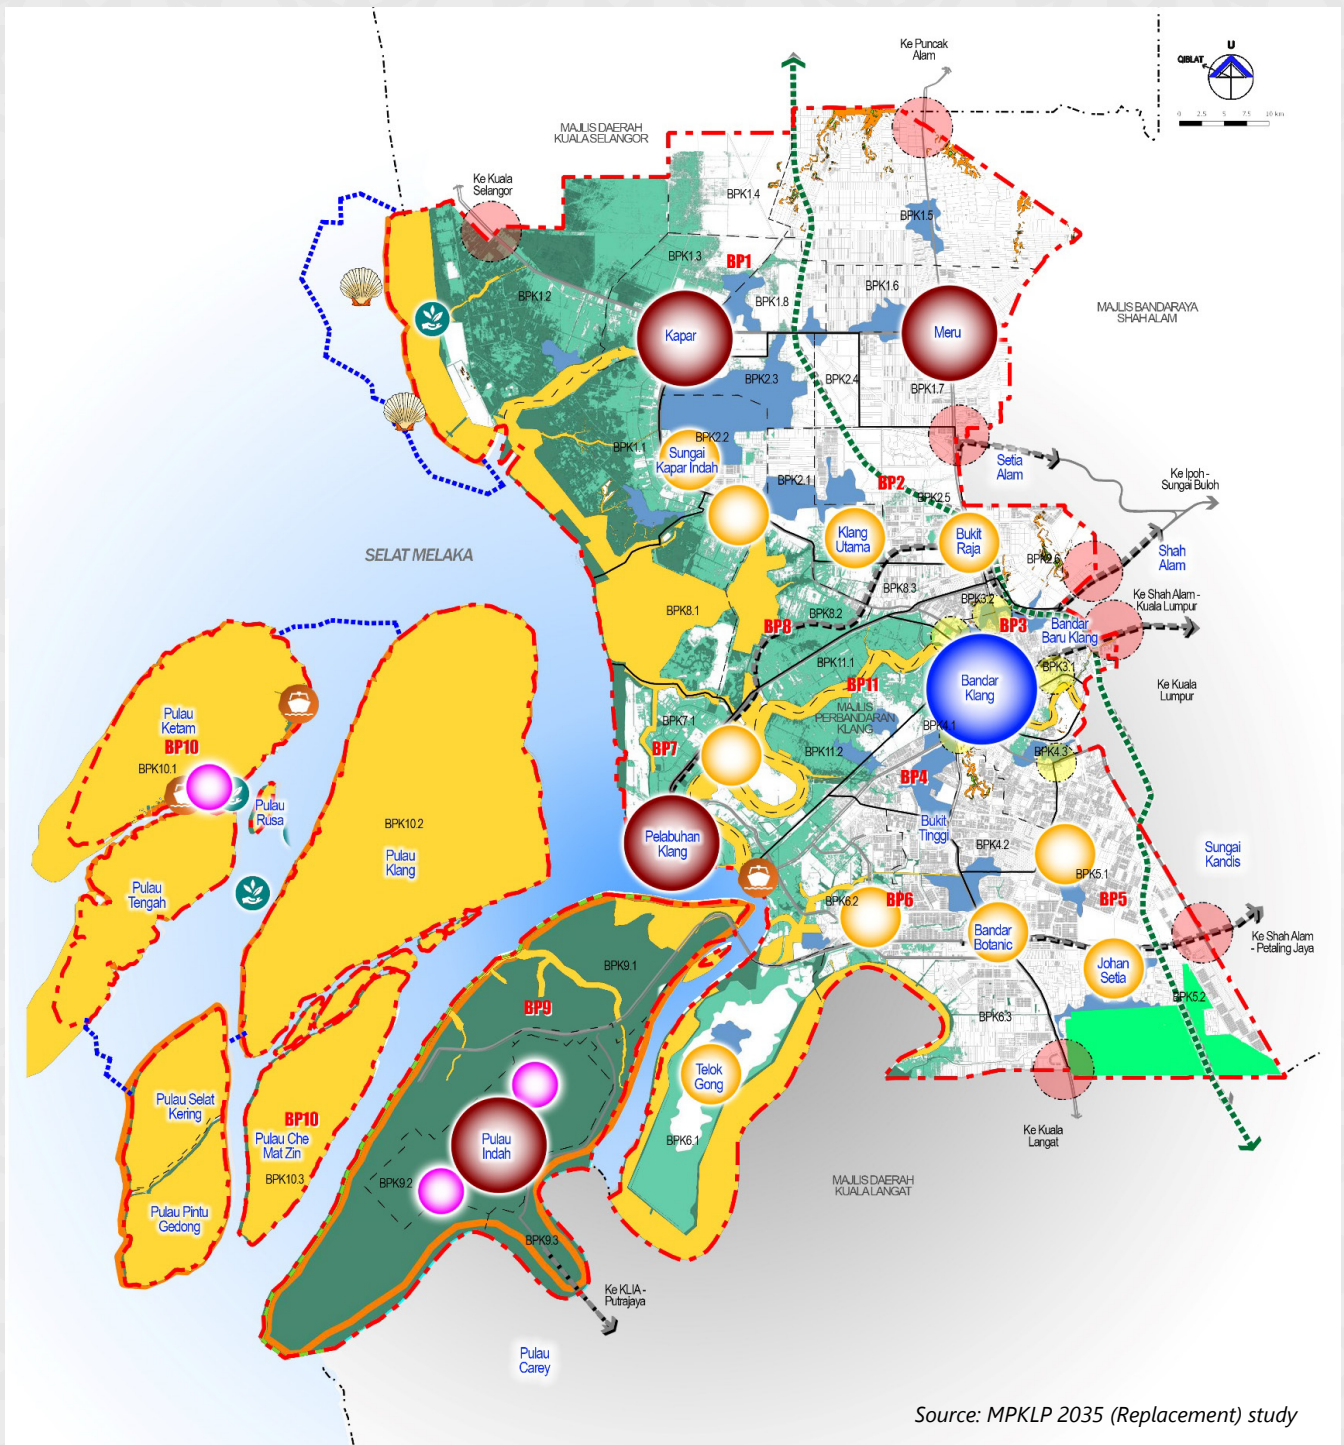 Ke Puncak
Alam
U
QIBLAT
0 2.5 5 7.5 10 km
MAJLIS DAERAH
KUALA SELANGOR
Ke Kuala
Selangor
BPK1.4
BPK1.5
BPK1.3
BP1
BPK1.2
BPK1.8
BPK1.6
MAJLIS BANDARAYA
SHAH ALAM
Kapar
Meru
BPK2.3
BPK2.4
BPK1.7
BPK1.1
BPK2.2
Sungai
Kapar Indah
Setia
Alam
Ke Ipoh -
Sungai Buloh
BPK2.1
BP2
BPK2.5
Klang
Utama
Bukit
Raja
SELAT MELAKA
BPK2.6
Shah
Alam
BPK8.3
BPK3.2
Ke Shah Alam -
Kuala Lumpur
BPK8.1
BPK8.2
BP8
BP3
Bandar
Baru Klang
BPK11.1
BPK3.1
BP11
Bandar
Klang
Ke Kuala
Lumpur
Pulau
Ketam
BP10
BPK10.1
MAJLIS
PERBANDARAN
KLANG
BPK7.1
BP7
BPK4.1
BPK11.2
BPK4.3
BP4
Pulau
Rusa
BPK10.2
Pulau
Klang
Pelabuhan
Klang
Bukit
Tinggi
BPK4.2
Sungai
Kandis
BPK5.1
Pulau
Tengah
BPK6.2
BP6
BP5
Bandar
Botanic
Ke Shah Alam
- Petaling Jaya
BPK9.1
Johan
Setia
BP9
BPK5.2
BPK6.3
Telok
Gong
Pulau Selat
Kering
BP10
Pulau Che
Mat Zin
Ke Kuala
Langat
Pulau
Indah
BPK6.1
BPK10.3
BPK9.2
MAJLIS DAERAH
KUALA LANGAT
Pulau Pintu
Gedong
BPK9.3
Ke KLIA -
Putrajaya
Pulau
Carey
Source: MPKLP 2035 (Replacement) study